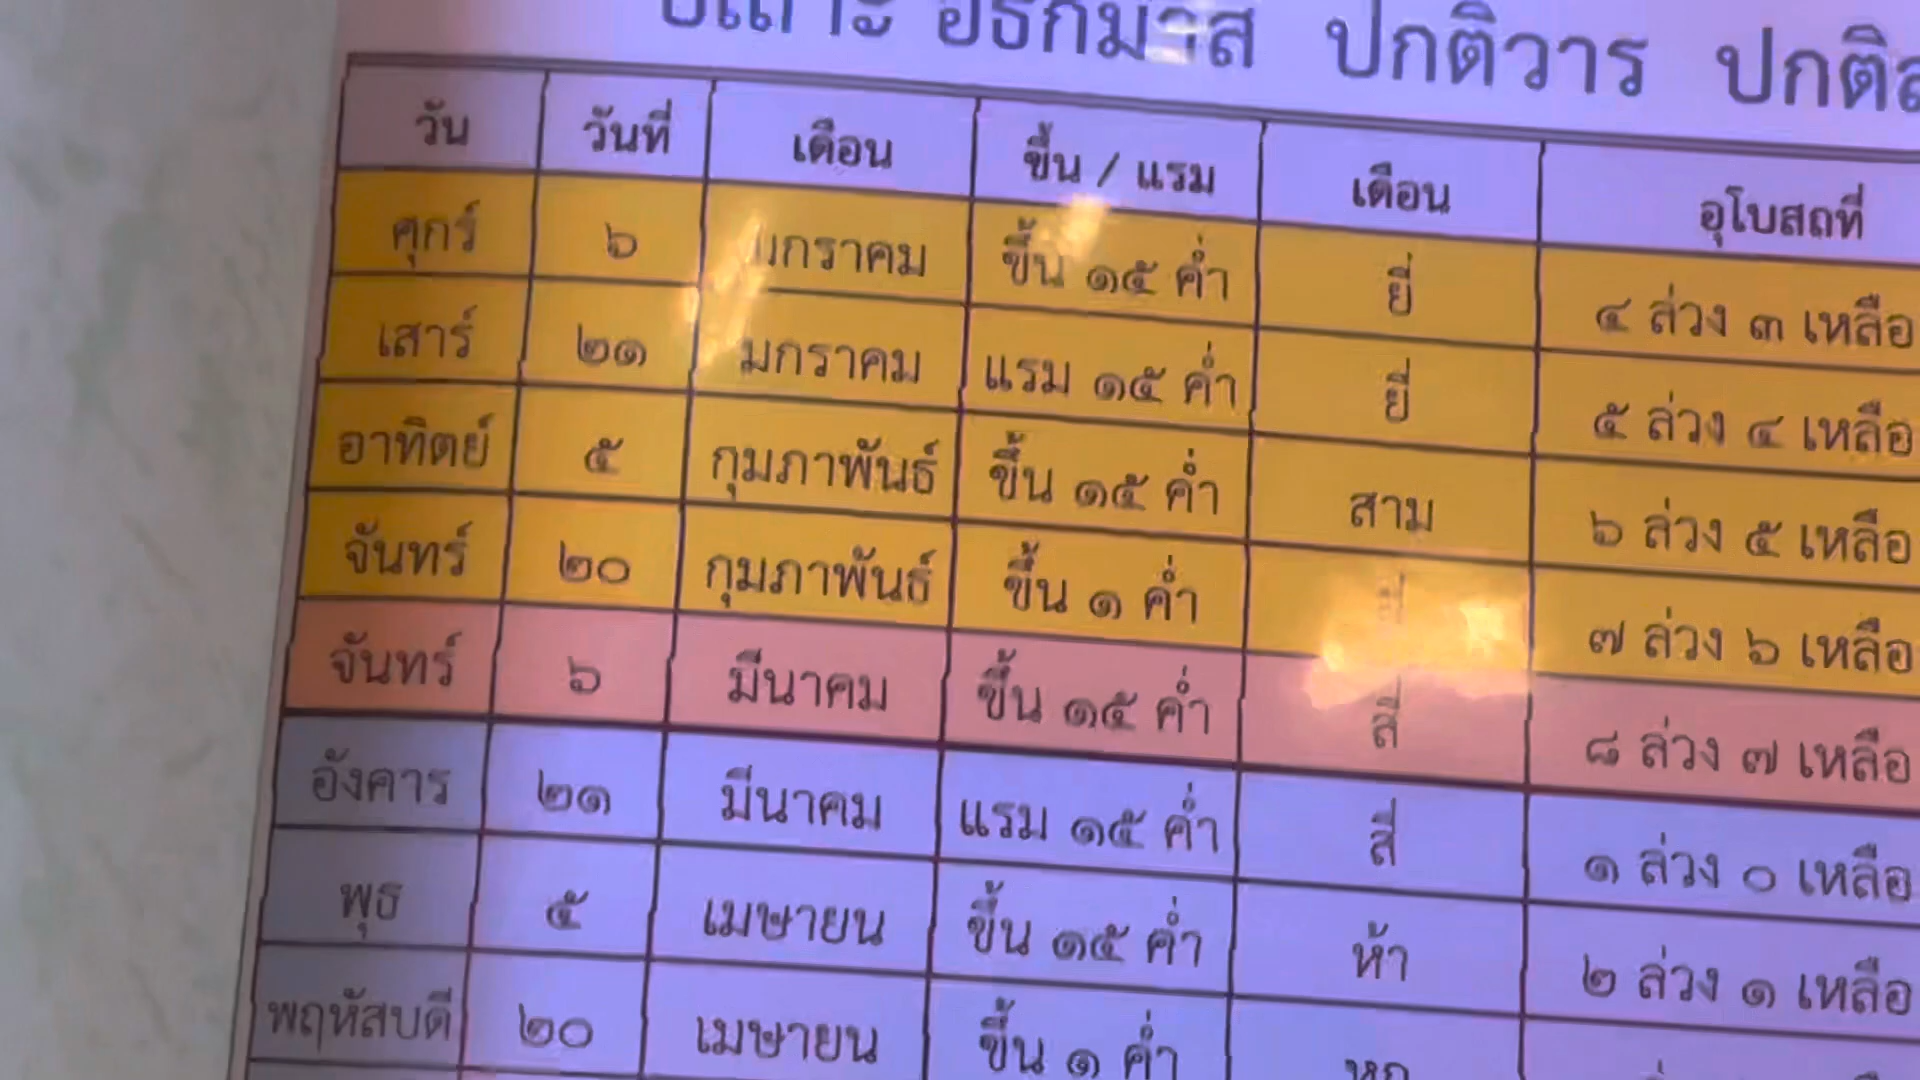 อธิกมาส ปกติวาร
วัน วันที่ เดือน ขึ้น / แรม เดือน อุโบสถที่
ศุกร์ ๖ มกราคม ขึ้น ๑๕ ค่ำ ยี่ ๔ ล่วง ๓ เหลือ
เสาร์ ๒๑ มกราคม แรม ๑๕ ค่ำ ยี่ ๕ ล่วง ๔ เหลือ
อาทิตย์ ๕ กุมภาพันธ์ ขึ้น ๑๕ ค่ำ สาม ๖ ล่วง ๕ เหลือ
จันทร์ ๒๐ กุมภาพันธ์ ขึ้น ๑ ค่ำ ๗ ล่วง ๖ เหลือ
จันทร์ ๖ มีนาคม ขึ้น ๑๕ ค่ำ สี่ ๘ ล่วง ๗ เหลือ
อังคาร ๒๑ มีนาคม แรม ๑๕ ค่ำ สี่ ๑ ล่วง ๐ เหลือ
พุธ ๕ เมษายน ขึ้น ๑๕ ค่ำ ห้า ๒ ล่วง ๑ เหลือ
พฤหัสบดี ๒๐ เมษายน ขึ้น ๑ ค่ำ